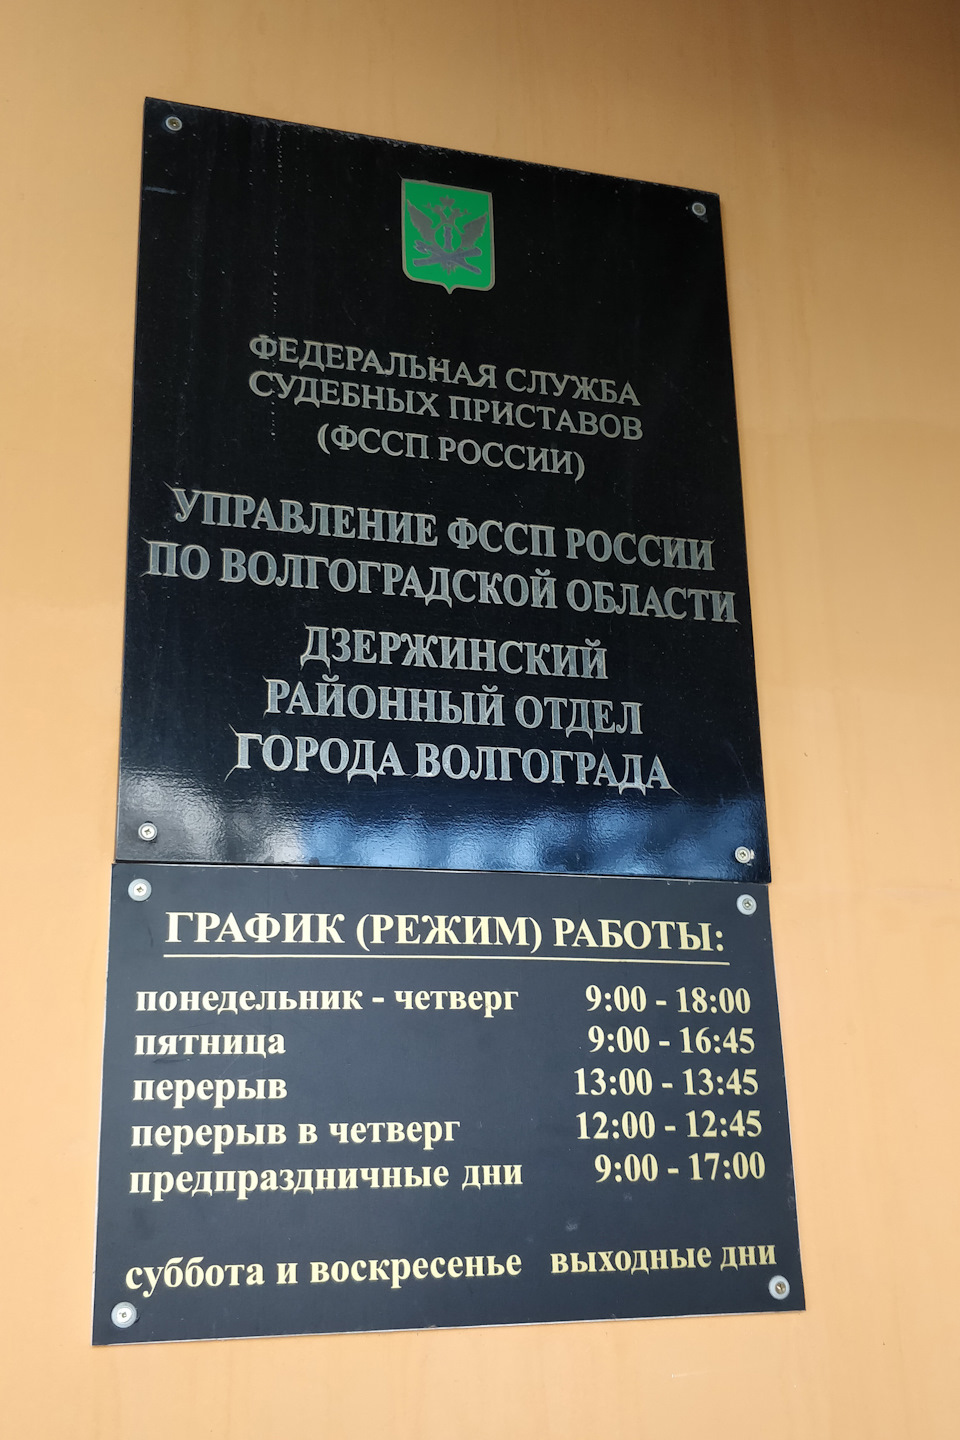 ФЕДЕРАЛЬНАЯ СЛУЖБА
СУДЕБНЫХ ПРИСТАВОВ
(ФССП РОССИИ)
УПРАВЛЕНИЕ ФССП РОССИИ
ПО ВОЛГОГРАДСКОЙ ОБЛАСТИ
ДЗЕРЖИНСКИЙ
РАЙОННЫЙ ОТДЕЛ
ГОРОДА ВОЛГОГРАДА
ГРАФИК (РЕЖИМ) РАБОТЫ:
понедельник - четверг 9:00 - 18:00
пятница 9:00 - 16:45
перерыв 13:00 - 13:45
перерыв в четверг 12:00 - 12:45
предпраздничные дни 9:00 - 17:00
суббота и воскресенье выходные дни